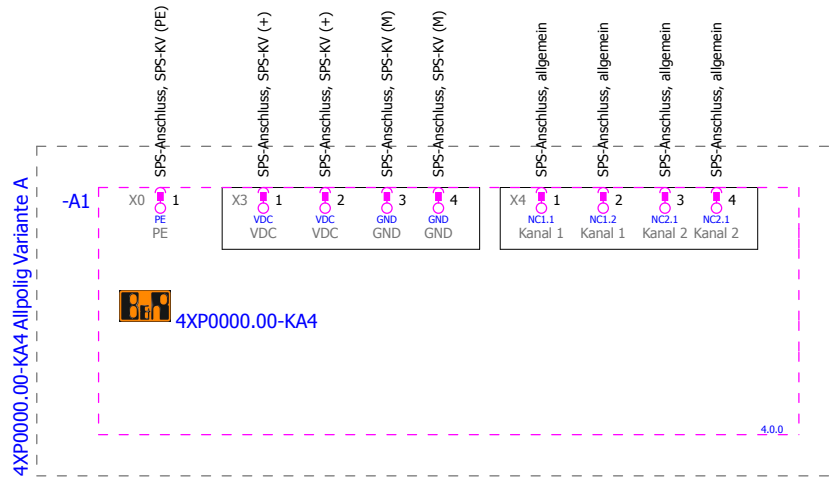 SPS-Anschluss, SPS-KV (PE)
SPS-Anschluss, SPS-KV (+)
SPS-Anschluss, SPS-KV (+)
SPS-Anschluss, SPS-KV (M)
SPS-Anschluss, SPS-KV (M)
SPS-Anschluss, allgemein
SPS-Anschluss, allgemein
SPS-Anschluss, allgemein
SPS-Anschluss, allgemein
4XP0000.00-KA4 Allpolig Variante A
-A1
X0 1 X3 1 2 3 4 X4 1 2 3 4
PE VDC VDC GND GND NC1.1 NC1.2 NC2.1 NC2.1
PE VDC VDC GND GND Kanal 1 Kanal 1 Kanal 2 Kanal 2
B&R
4XP0000.00-KA4
4.0.0